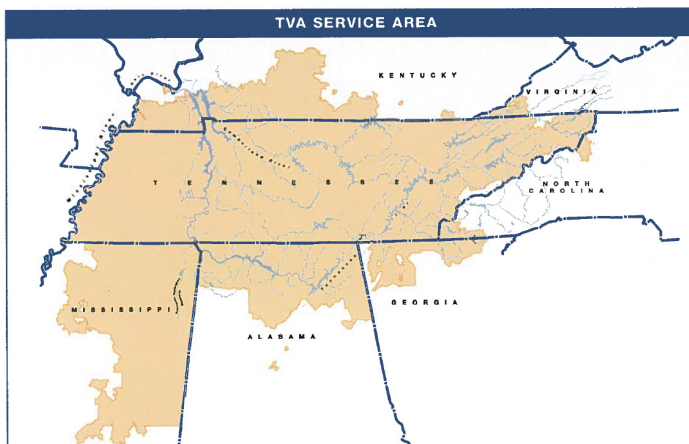 TVA SERVICE AREA
KENTUCKY
VIRGINIA
TENNESSEE
NORTH
CAROLINA
MISSISSIPPI
GEORGIA
ALABAMA